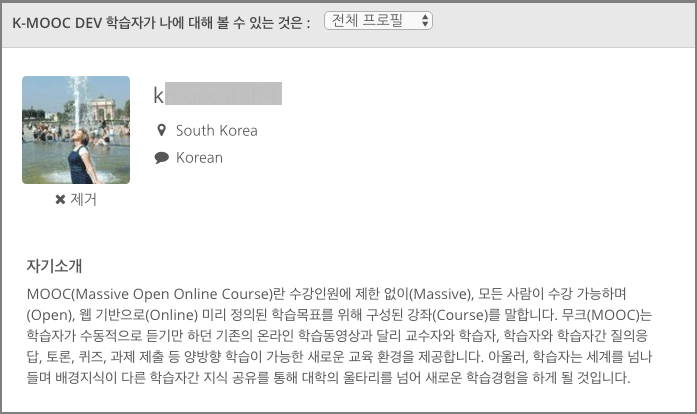 K-MOOC DEV 학습자가 나에 대해 볼 수 있는 것은 : 전체 프로필
k
South Korea
Korean
✖ 제거
자기소개
MOOC(Massive Open Online Course)란 수강인원에 제한 없이(Massive), 모든 사람이 수강 가능하며
(Open), 웹 기반으로(Online) 미리 정의된 학습목표를 위해 구성된 강좌(Course)를 말합니다. 무크(MOOC)는
학습자가 수동적으로 듣기만 하던 기존의 온라인 학습동영상과 달리 교수자와 학습자, 학습자와 학습자간 질의응
답, 토론, 퀴즈, 과제 제출 등 양방향 학습이 가능한 새로운 교육 환경을 제공합니다. 아울러, 학습자는 세계를 넘나
들며 배경지식이 다른 학습자간 지식 공유를 통해 대학의 울타리를 넘어 새로운 학습경험을 하게 될 것입니다.